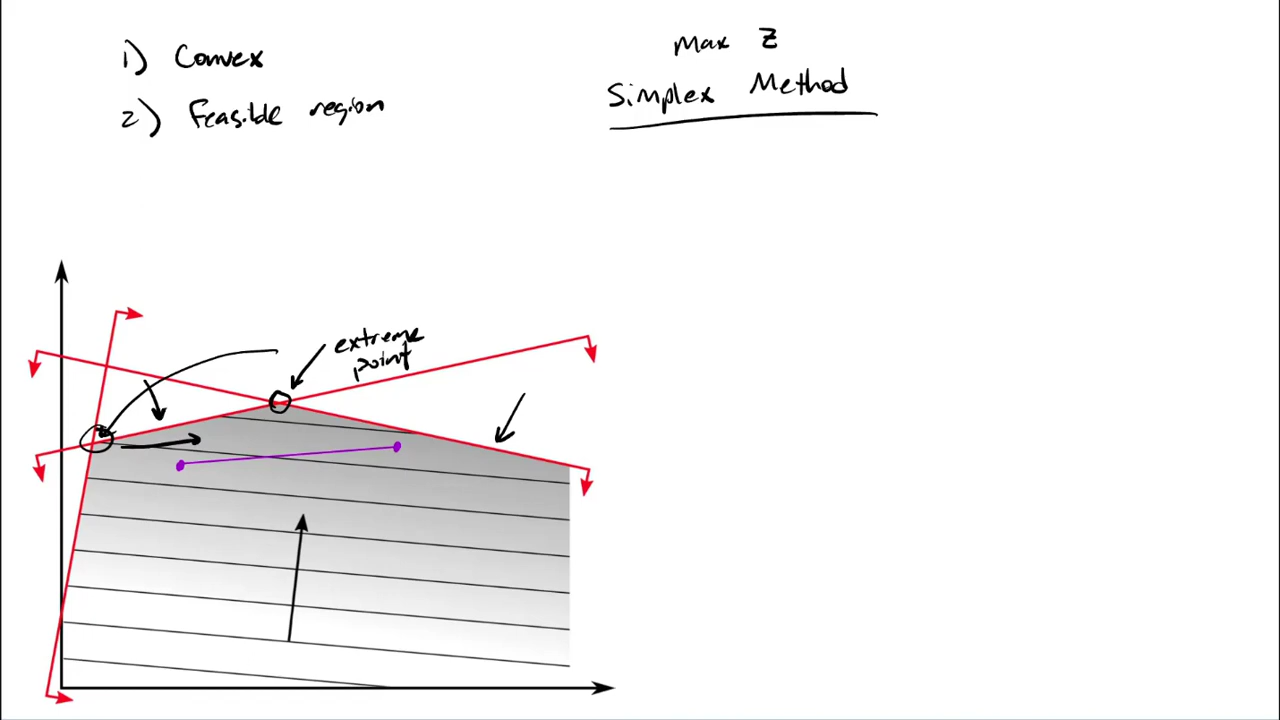 1) Convex
2) Feasible region
Max Z
Simplex Method
extreme
point